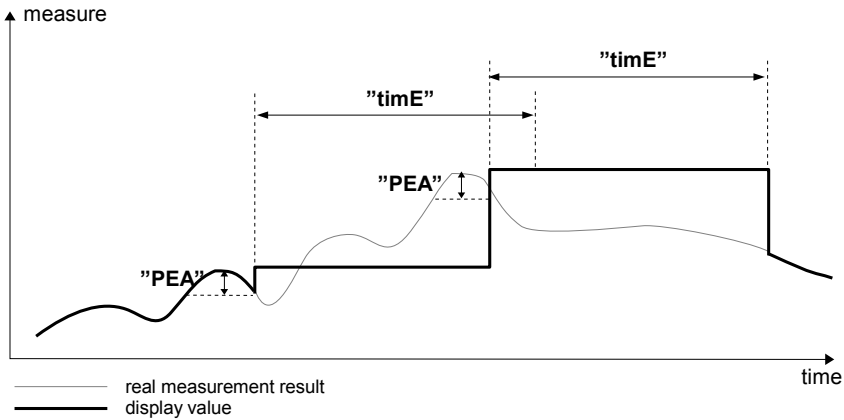 measure
”timE”
”timE”
”PEA”
”PEA”
time
real measurement result
display value